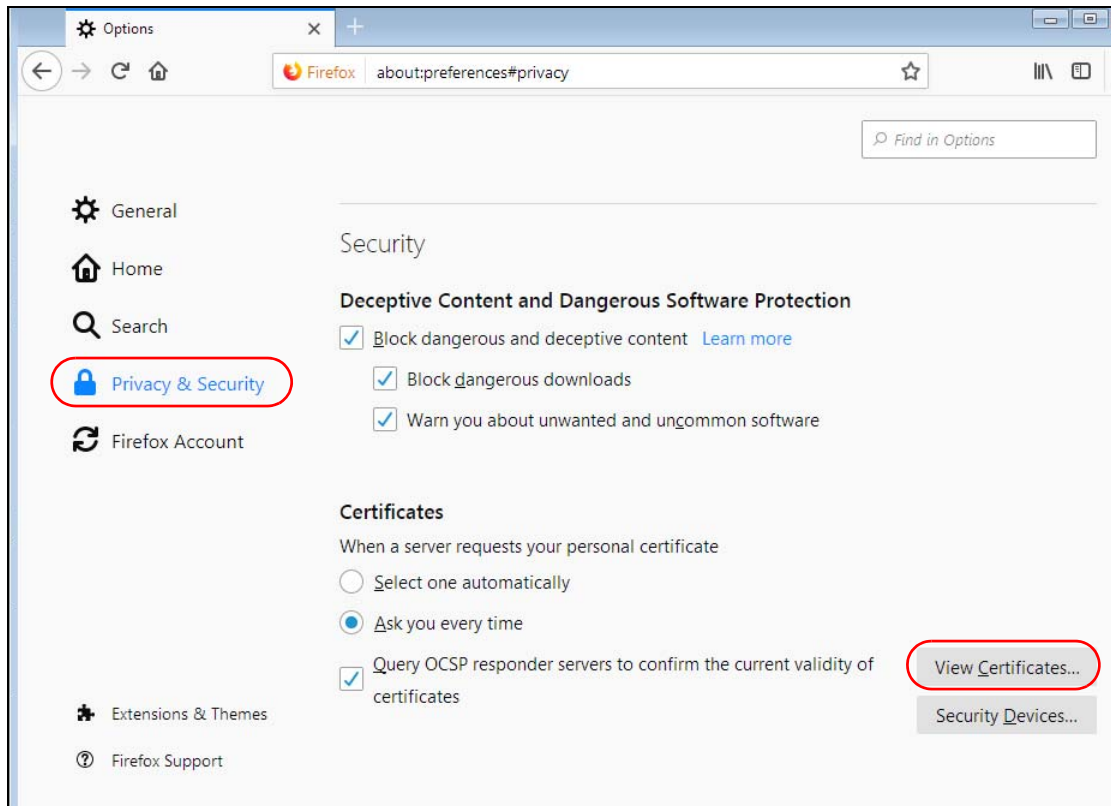 Options
Firefox about:preferences#privacy
Find in Options
General
Home
Search
Privacy & Security
Firefox Account
Extensions & Themes
Firefox Support
Security
Deceptive Content and Dangerous Software Protection
Block dangerous and deceptive content Learn more
Block dangerous downloads
Warn you about unwanted and uncommon software
Certificates
When a server requests your personal certificate
Select one automatically
Ask you every time
Query OCSP responder servers to confirm the current validity of
certificates
View Certificates...
Security Devices...